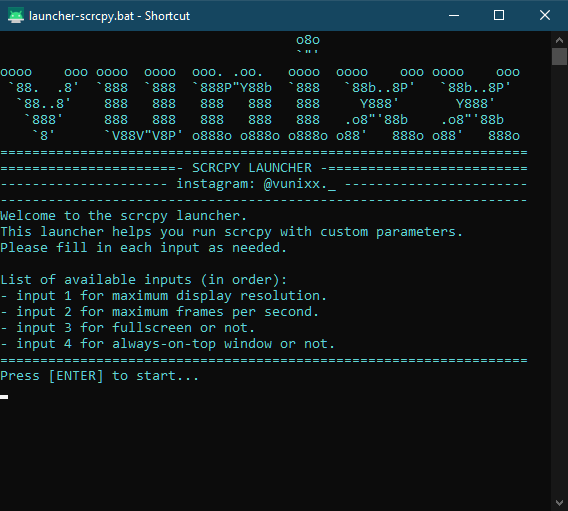 launcher-scrcpy.bat - Shortcut
                                     o8o
                                     `"'
oooo    ooo oooo  oooo  ooo. .oo.   oooo  oooo    ooo oooo    ooo
 `88.  .8'  `888  `888  `888P"Y88b  `888   `88b..8P'   `88b..8P'
  `88..8'    888   888   888   888   888     Y888'       Y888'
   `888'     888   888   888   888   888   .o8"'88b    .o8"'88b
    `8'      `V88V"V8P' o888o o888o o888o o88'   888o o88'   888o
==================================================================
======================- SCRCPY LAUNCHER -=========================
--------------------- instagram: @vunixx._ -----------------------
------------------------------------------------------------------
Welcome to the scrcpy launcher.
This launcher helps you run scrcpy with custom parameters.
Please fill in each input as needed.
List of available inputs (in order):
- input 1 for maximum display resolution.
- input 2 for maximum frames per second.
- input 3 for fullscreen or not.
- input 4 for always-on-top window or not.
==================================================================
Press [ENTER] to start...